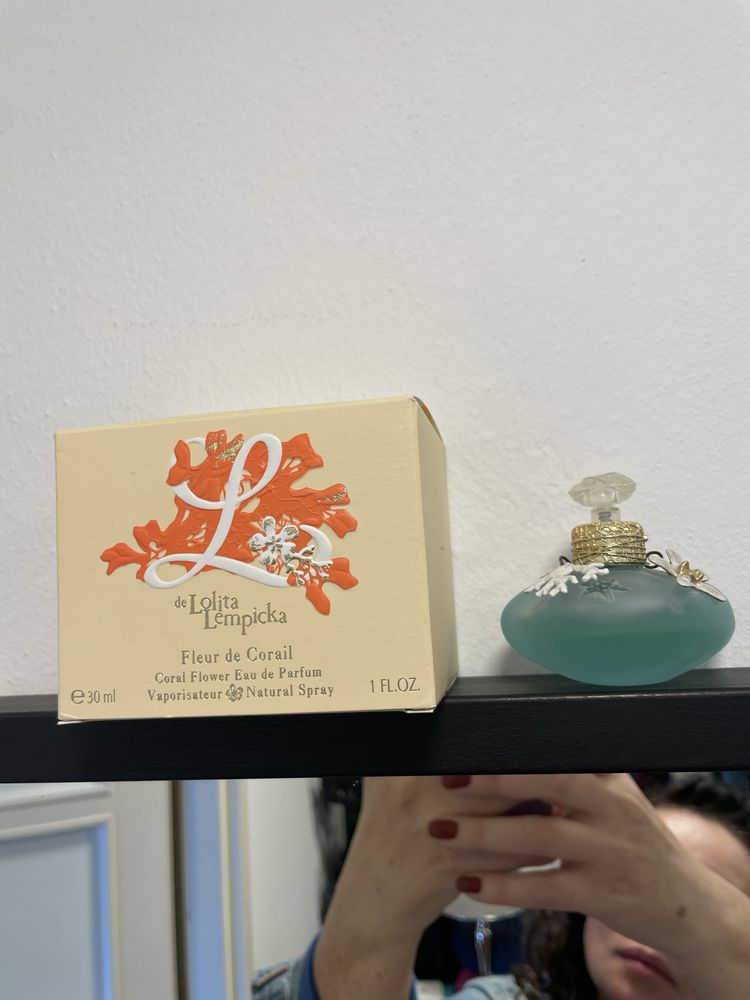 L
de Lolita
Lempicka
Fleur de Corail
Coral Flower Eau de Parfum
℮ 30 ml Vaporisateur Natural Spray 1 FL.OZ.